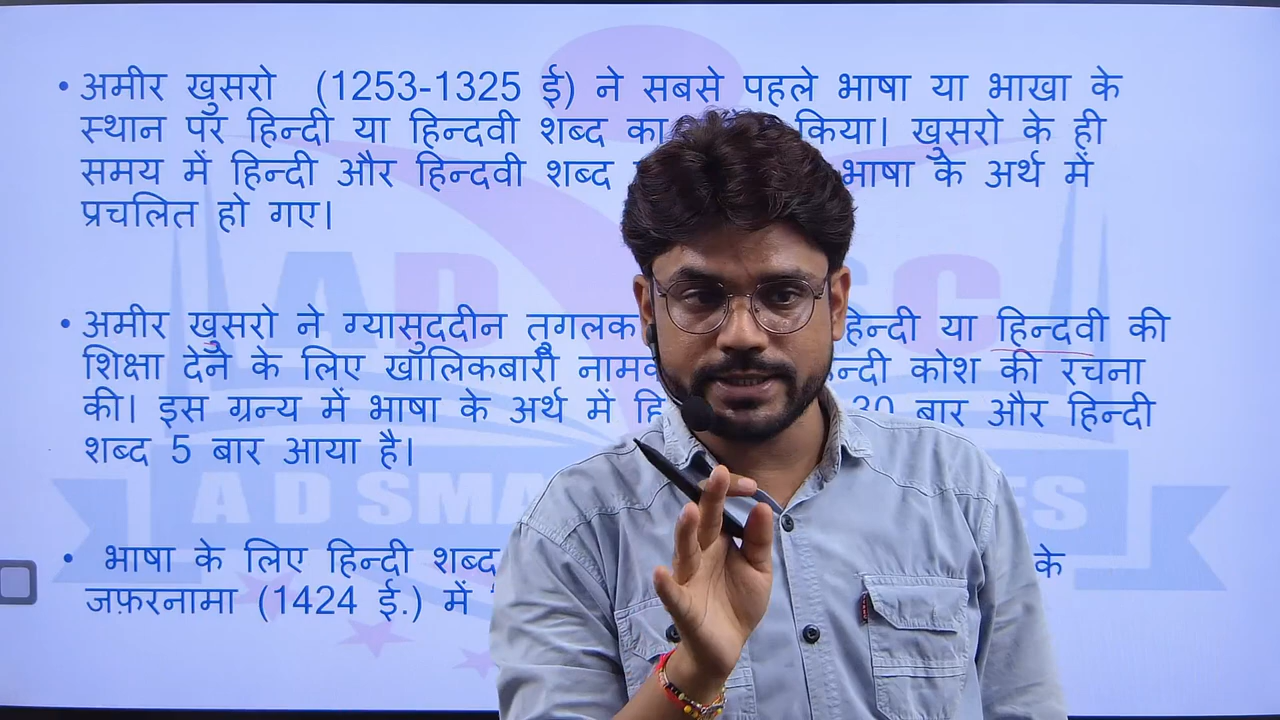 • अमीर खुसरो (1253-1325 ई) ने सबसे पहले भाषा या भाखा के
स्थान पर हिन्दी या हिन्दवी शब्द का किया। खुसरो के ही
समय में हिन्दी और हिन्दवी शब्द भाषा के अर्थ में
प्रचलित हो गए।
• अमीर खुसरो ने ग्यासुददीन तुगलक हिन्दी या हिन्दवी की
शिक्षा देने के लिए खालिकबारी कोश की रचना
की। इस ग्रन्य में भाषा के अर्थ में 30 बार और हिन्दी
शब्द 5 बार आया है।
• भाषा के लिए हिन्दी शब्द के
जफ़रनामा (1424 ई.) में